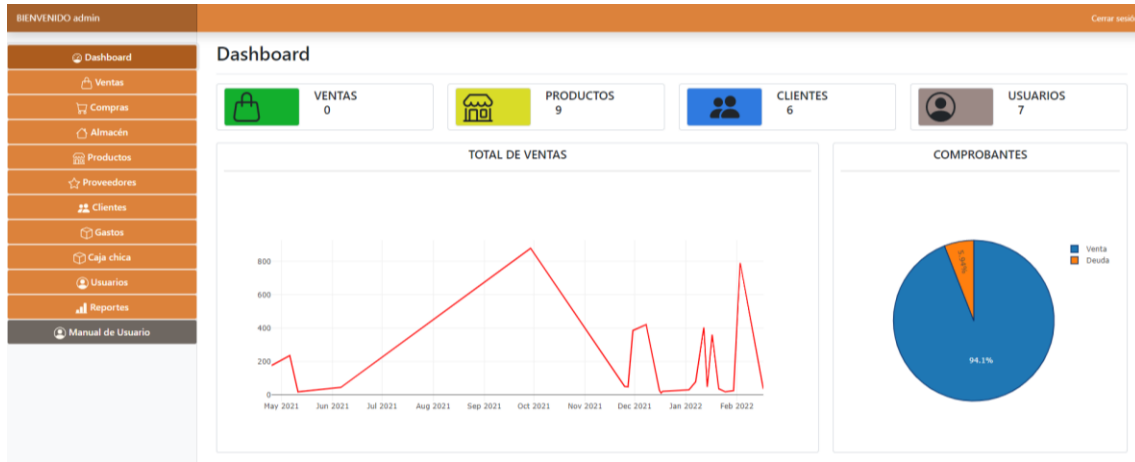 BIENVENIDO admin
Cerrar sesió
Dashboard
Ventas
Compras
Almacén
Productos
Proveedores
Clientes
Gastos
Caja chica
Usuarios
Reportes
Manual de Usuario
Dashboard
VENTAS
0
PRODUCTOS
9
CLIENTES
6
USUARIOS
7
TOTAL DE VENTAS
800
600
400
200
0
May 2021 Jun 2021 Jul 2021 Aug 2021 Sep 2021 Oct 2021 Nov 2021 Dec 2021 Jan 2022 Feb 2022
COMPROBANTES
Venta
Deuda
5.94%
94.1%